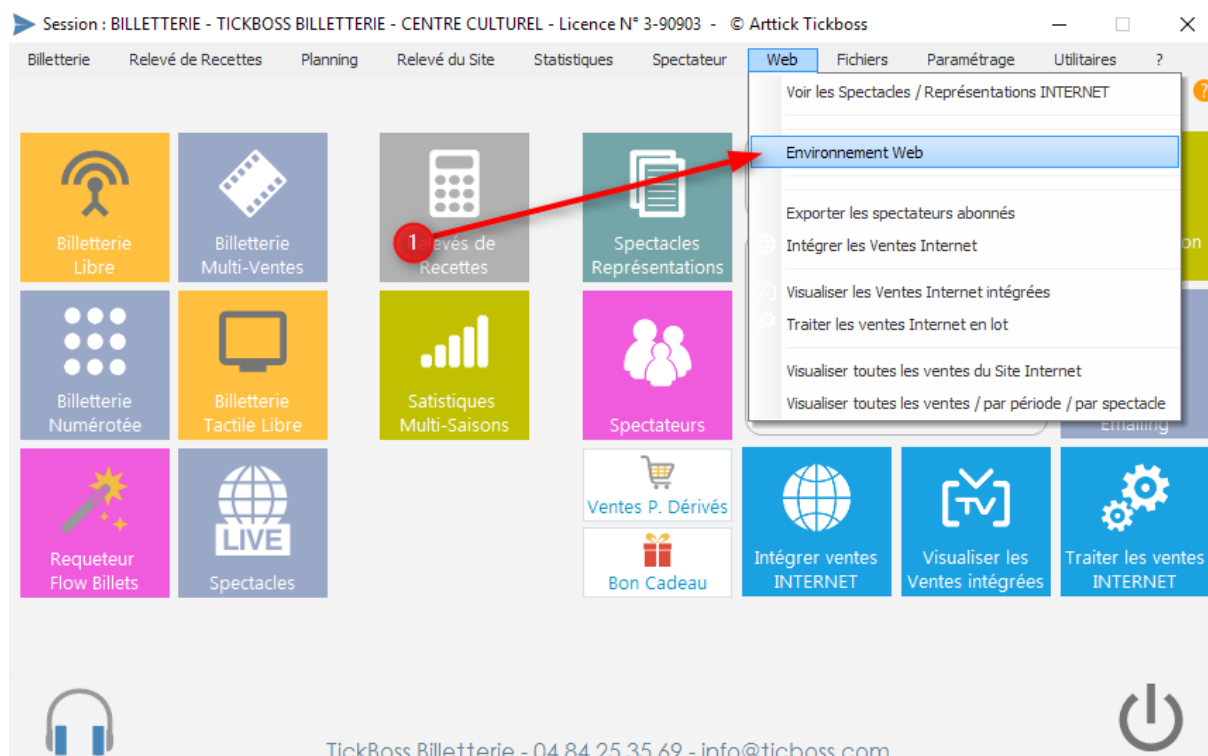 Session : BILLETTERIE - TICKBOSS BILLETTERIE - CENTRE CULTUREL - Licence N° 3-90903 - © Arttick Tickboss
Billetterie Relevé de Recettes Planning Relevé du Site Statistiques Spectateur Web Fichiers Paramétrage Utilitaires ?
Voir les Spectacles / Représentations INTERNET
?
Environnement Web
Exporter les spectateurs abonnés
Intégrer les Ventes Internet
Visualiser les Ventes Internet intégrées
Traiter les ventes Internet en lot
Visualiser toutes les ventes du Site Internet
Visualiser toutes les ventes / par période / par spectacle
Billetterie
Libre
Billetterie
Multi-Ventes
1
de
Recettes
Spectacles
Représentations
on
Billetterie
Numérotée
Billetterie
Tactile Libre
Satistiques
Multi-Saisons
Spectateurs
Emailing
Requeteur
Flow Billets
LIVE
Spectacles
Ventes P. Dérivés
Bon Cadeau
Intégrer ventes
INTERNET
TV
Visualiser les
Ventes intégrées
Traiter les ventes
INTERNET
TickBoss Billetterie - 04 84 25 35 69 - info@ticboss.com